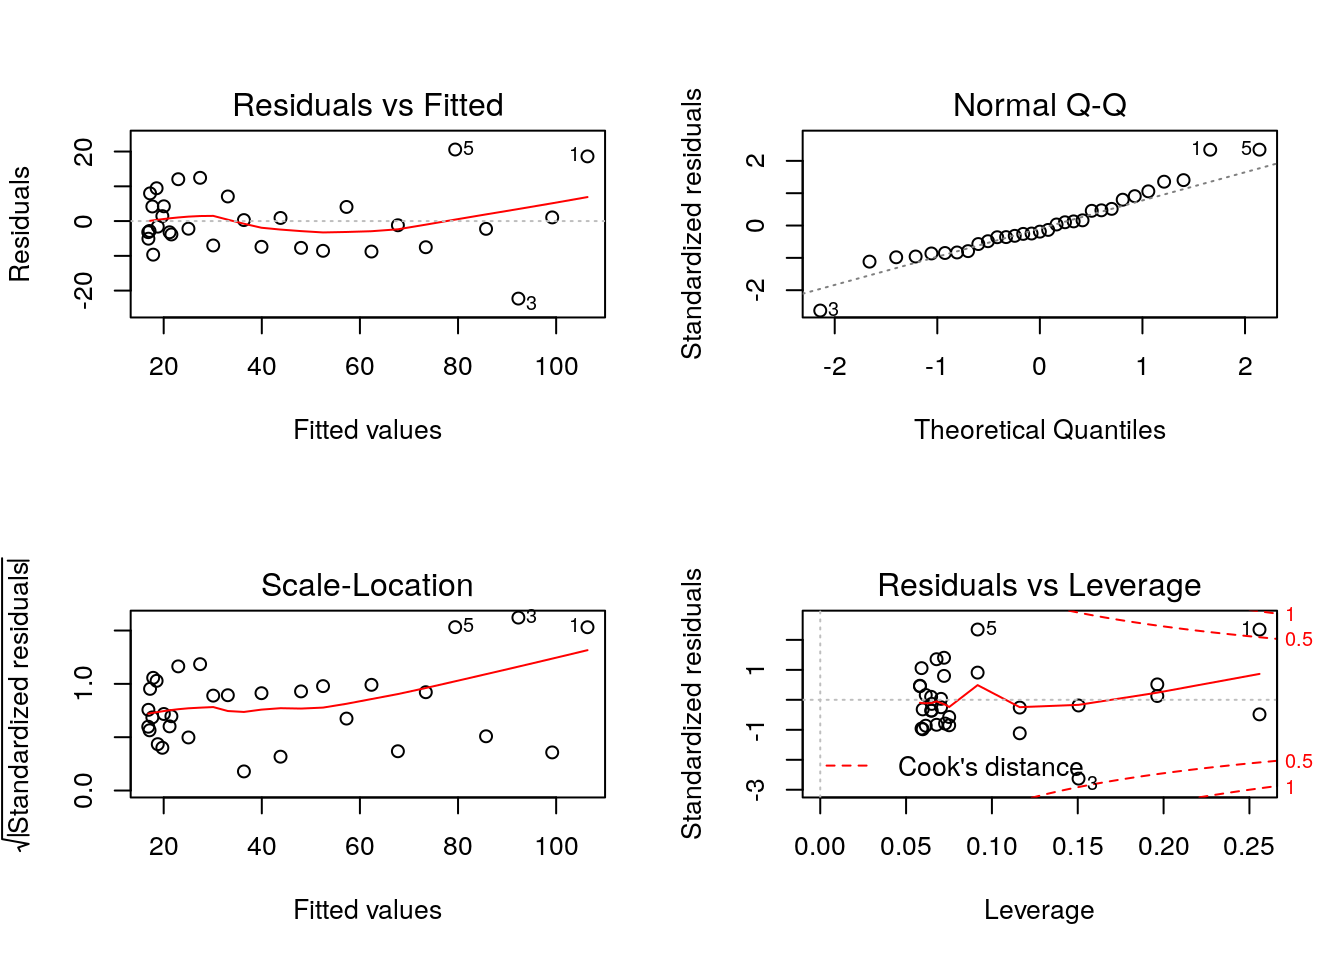 Residuals vs Fitted
Residuals
20
0
-20
5
1
3
20 40 60 80 100
Fitted values
Normal Q-Q
Standardized residuals
2
0
-2
1
5
3
-2 -1 0 1 2
Theoretical Quantiles
Scale-Location
√|Standardized residuals|
1.0
0.0
5
3
1
20 40 60 80 100
Fitted values
Residuals vs Leverage
Standardized residuals
1
-1
-3
5
1
3
1
0.5
0.5
1
Cook's distance
0.00 0.05 0.10 0.15 0.20 0.25
Leverage